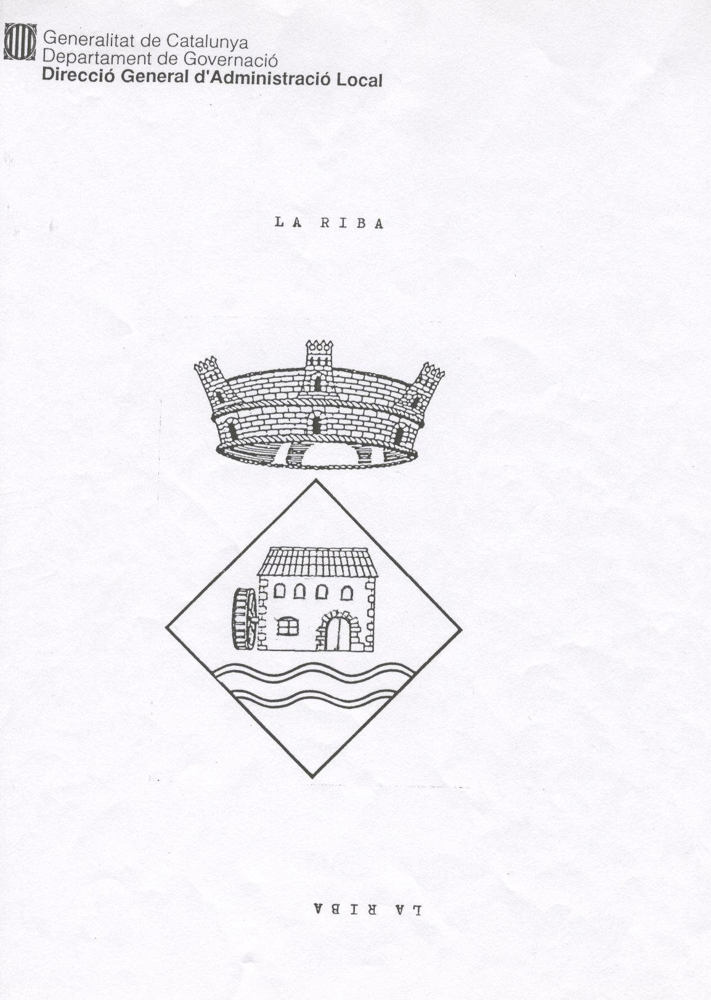 Generalitat de Catalunya
Departament de Governació
Direcció General d'Administració Local
LA RIBA
LA RIBA